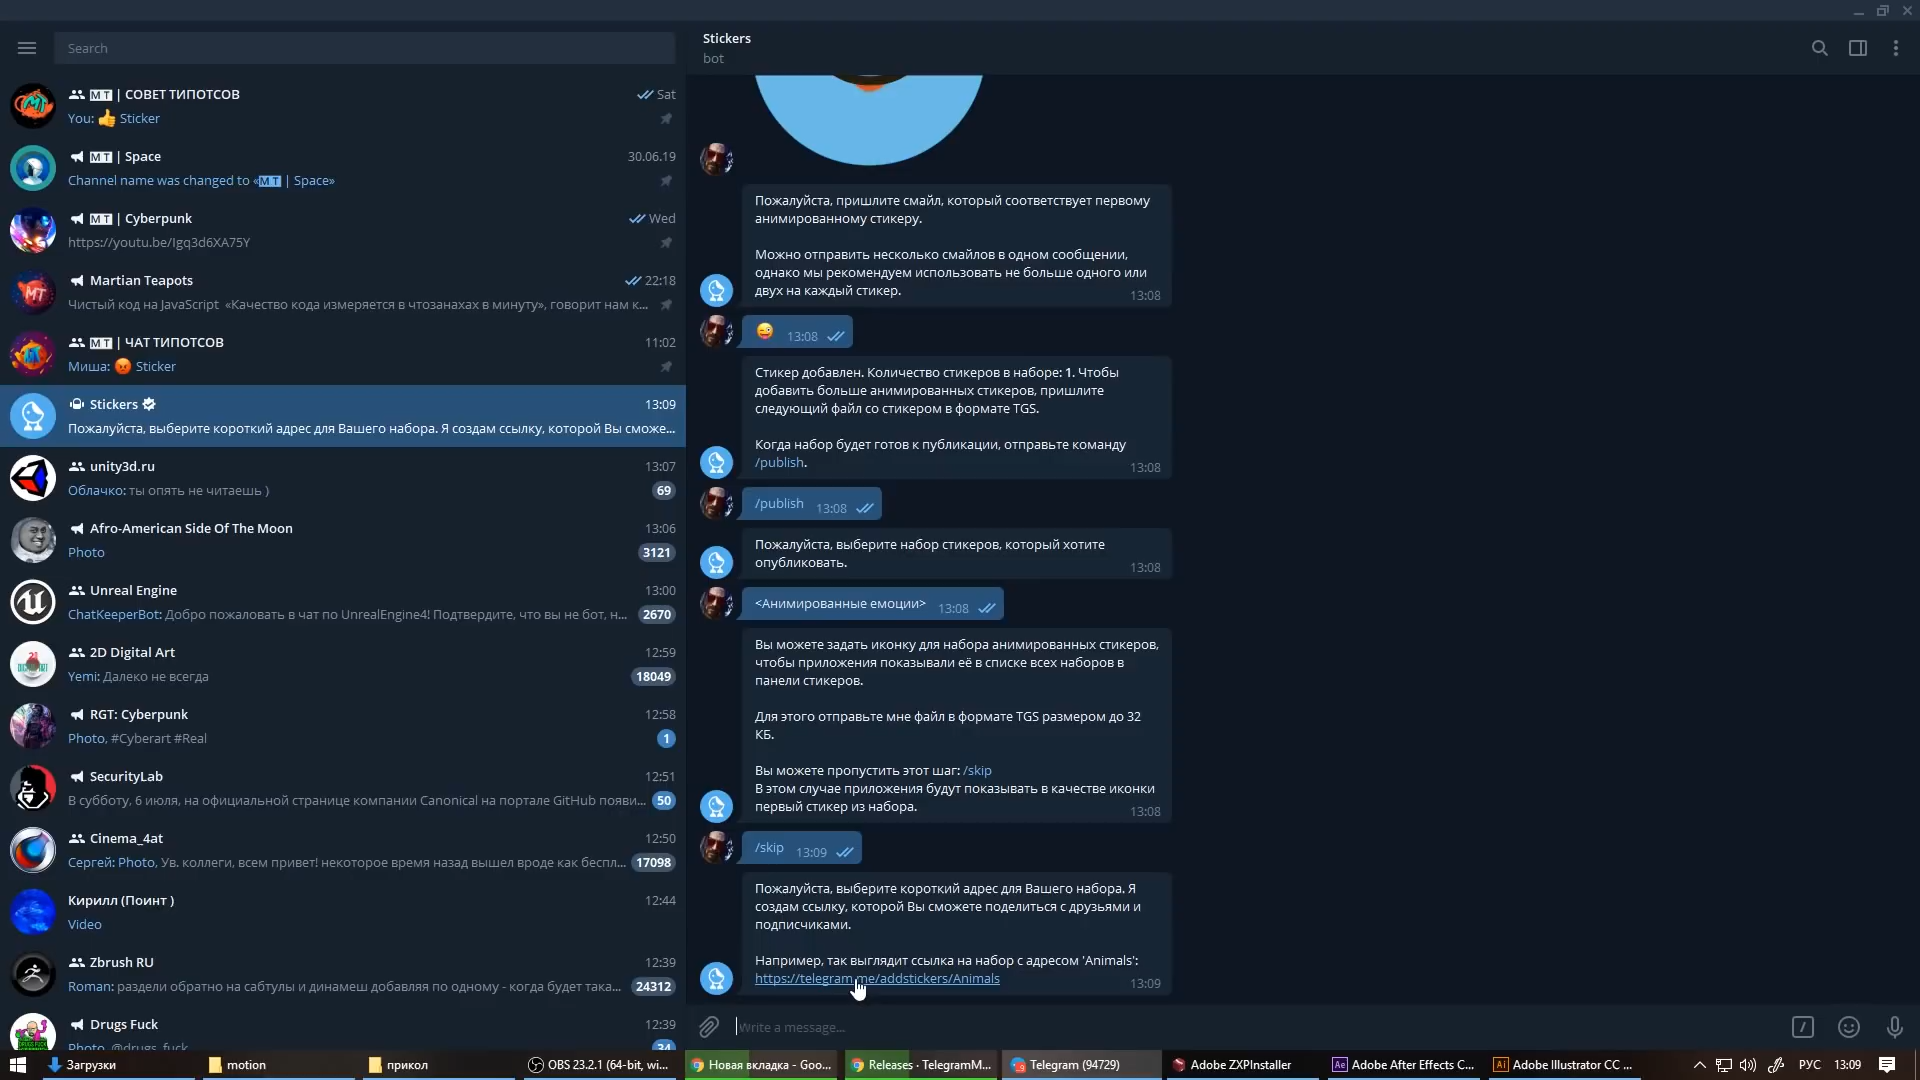 Search
🅼🆃 | СОВЕТ ТИПОТСОВ
Sat
You: 👍 Sticker
🅼🆃 | Space
30.06.19
Channel name was changed to «🅼🆃 | Space»
🅼🆃 | Cyberpunk
Wed
https://youtu.be/Igq3d6XA75Y
Martian Teapots
22:18
Чистый код на JavaScript «Качество кода измеряется в чтозанахах в минуту», говорит нам к...
🅼🆃 | ЧАТ ТИПОТСОВ
11:02
Миша: 😡 Sticker
Stickers
13:09
Пожалуйста, выберите короткий адрес для Вашего набора. Я создам ссылку, которой Вы сможе...
unity3d.ru
13:07
Облачко: ты опять не читаешь )
69
Afro-American Side Of The Moon
13:06
Photo
3121
Unreal Engine
13:00
ChatKeeperBot: Добро пожаловать в чат по UnrealEngine4! Подтвердите, что вы не бот, н...
2670
2D Digital Art
12:59
Yemi: Далеко не всегда
18049
RGT: Cyberpunk
12:58
Photo, #Cyberart #Real
1
SecurityLab
12:51
В субботу, 6 июля, на официальной странице компании Canonical на портале GitHub появи...
50
Cinema_4at
12:50
Сергей: Photo, Ув. коллеги, всем привет! некоторое время назад вышел вроде как беспл...
17098
Кирилл (Поинт )
12:44
Video
Zbrush RU
12:39
Roman: раздели обратно на сабтулы и динамеш добавляя по одному - когда будет така...
24312
Drugs Fuck
12:39
Photo, @drugs_fuck
34
Stickers
bot
Пожалуйста, пришлите смайл, который соответствует первому
анимированному стикеру.
Можно отправить несколько смайлов в одном сообщении,
однако мы рекомендуем использовать не больше одного или
двух на каждый стикер.
13:08
😜 13:08
Стикер добавлен. Количество стикеров в наборе: 1. Чтобы
добавить больше анимированных стикеров, пришлите
следующий файл со стикером в формате TGS.
Когда набор будет готов к публикации, отправьте команду
/publish.
13:08
/publish 13:08
Пожалуйста, выберите набор стикеров, который хотите
опубликовать.
13:08
<Анимированные емоции> 13:08
Вы можете задать иконку для набора анимированных стикеров,
чтобы приложения показывали её в списке всех наборов в
панели стикеров.
Для этого отправьте мне файл в формате TGS размером до 32
КБ.
Вы можете пропустить этот шаг: /skip
В этом случае приложения будут показывать в качестве иконки
первый стикер из набора.
13:08
/skip 13:09
Пожалуйста, выберите короткий адрес для Вашего набора. Я
создам ссылку, которой Вы сможете поделиться с друзьями и
подписчиками.
Например, так выглядит ссылка на набор с адресом 'Animals':
https://telegram.me/addstickers/Animals
13:09
Write a message...
Загрузки
motion
прикол
OBS 23.2.1 (64-bit, wi...
Новая вкладка - Goo...
Releases · TelegramM...
Telegram (94729)
Adobe ZXPInstaller
Adobe After Effects C...
Adobe Illustrator CC ...
РУС
13:09